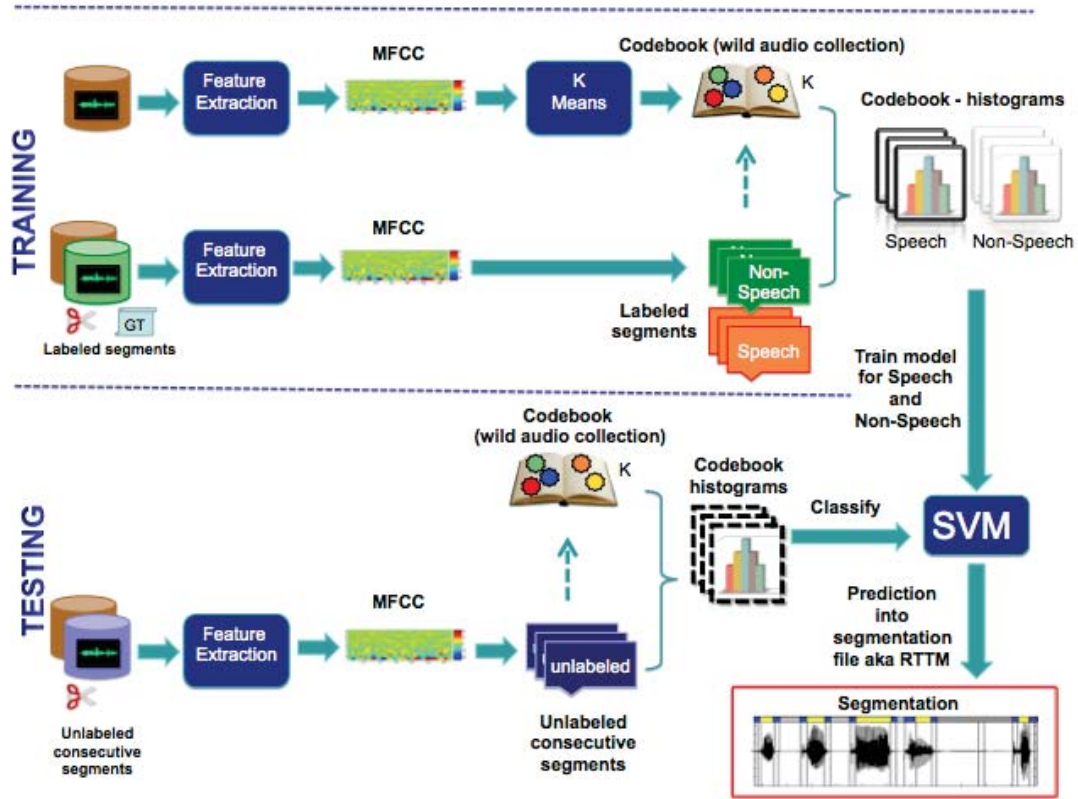 TRAINING
Feature
Extraction
MFCC
K
Means
Codebook (wild audio collection)
K
Codebook - histograms
Speech
Non-Speech
Feature
Extraction
MFCC
GT
Labeled segments
Labeled
segments
Non-
Speech
Speech
Train model
for Speech
and
Non-Speech
TESTING
Codebook
(wild audio collection)
K
Codebook
histograms
Classify
SVM
Feature
Extraction
MFCC
unlabeled
Unlabeled
consecutive
segments
Unlabeled
consecutive
segments
Prediction
into
segmentation
file aka RTTM
Segmentation